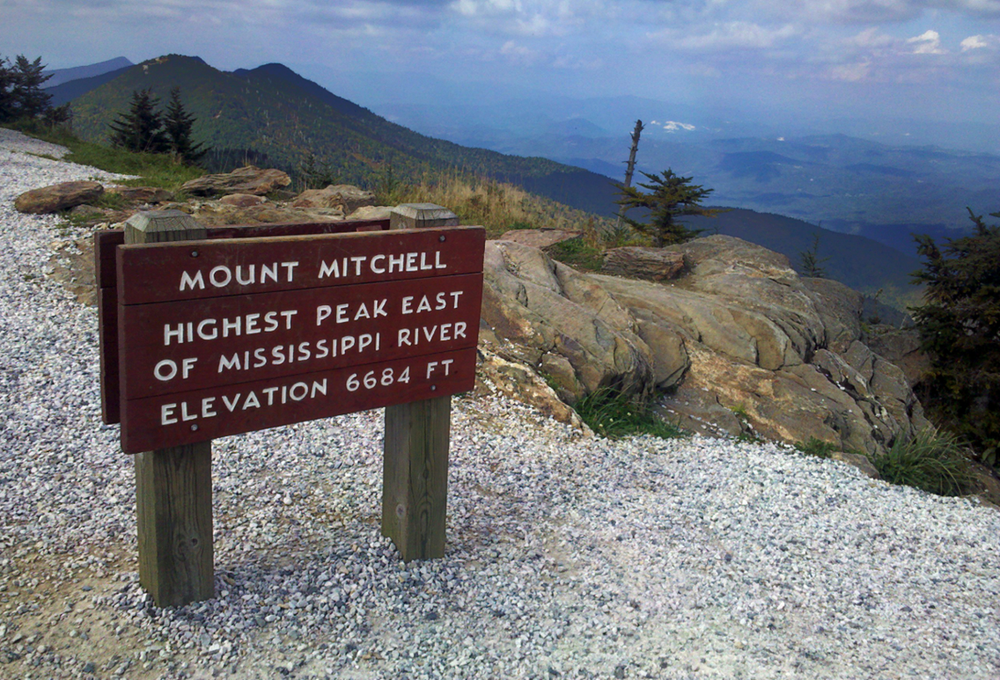 MOUNT MITCHELL
HIGHEST PEAK EAST
OF MISSISSIPPI RIVER
ELEVATION 6684 FT